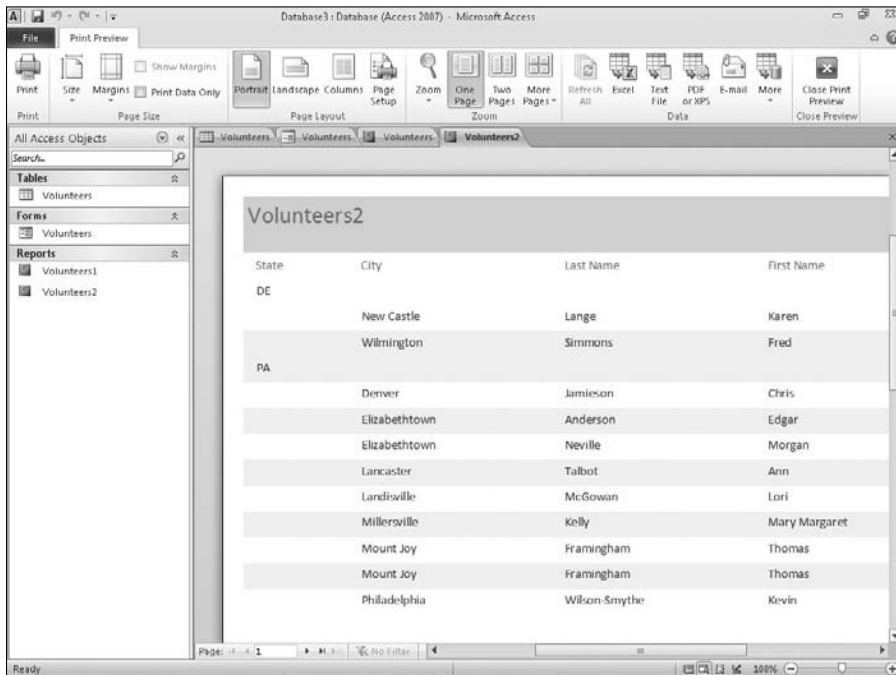 Database3 : Database (Access 2007) - Microsoft Access
File Print Preview
Print Size Margins Show Margins Print Data Only Portrait Landscape Columns Page Setup Zoom One Page Two Pages More Pages Refresh All Excel Text File PDF or XPS E-mail More Close Print Preview
Print Page Size Page Layout Zoom Data Close Preview
All Access Objects
Search...
Tables
Volunteers
Forms
Volunteers
Reports
Volunteers1
Volunteers2
Volunteers Volunteers Volunteers Volunteers2
Volunteers2
State City Last Name First Name
DE
New Castle Lange Karen
Wilmington Simmons Fred
PA
Denver Jamieson Chris
Elizabethtown Anderson Edgar
Elizabethtown Neville Morgan
Lancaster Talbot Ann
Landisville McGowan Lori
Millersville Kelly Mary Margaret
Mount Joy Framingham Thomas
Mount Joy Framingham Thomas
Philadelphia Wilson-Smythe Kevin
Page: 1 No Filter
Ready 100%